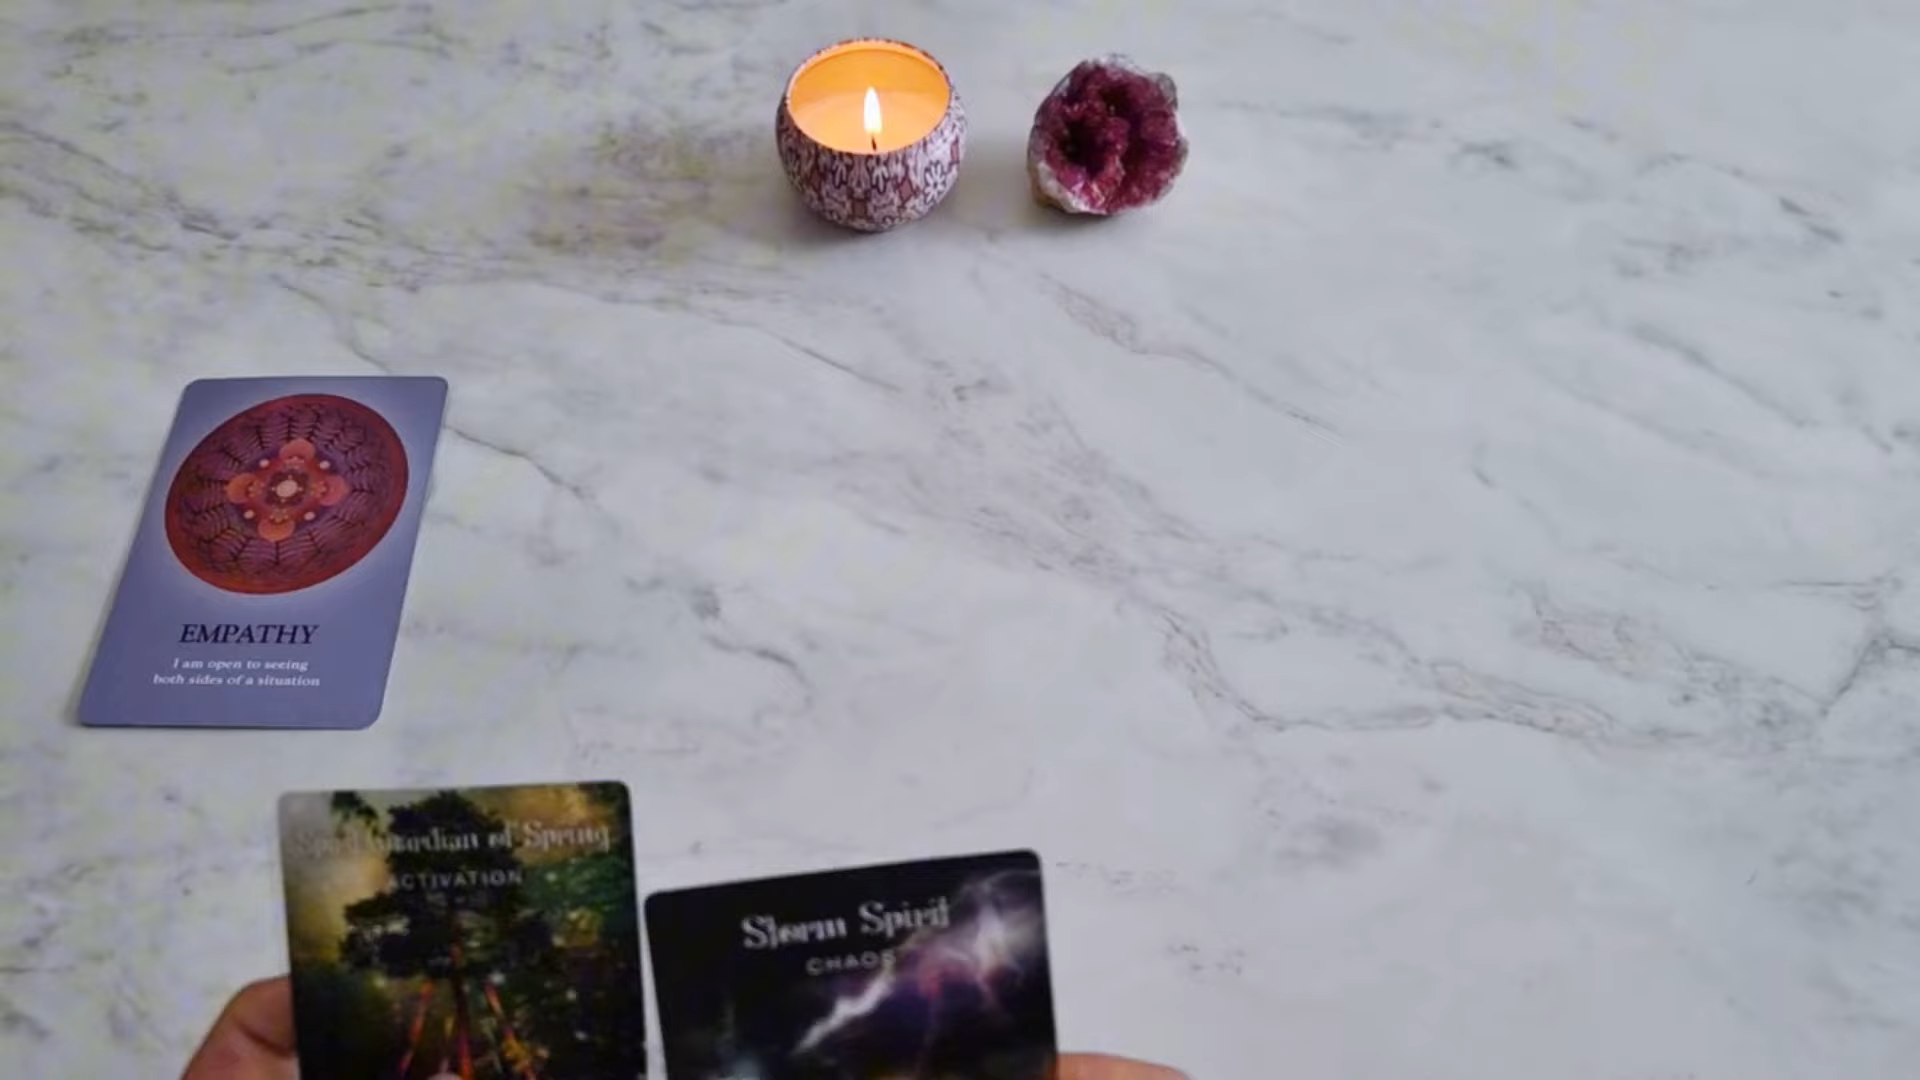 EMPATHY
I am open to seeing
both sides of a situation
Guardian of Spring
ACTIVATION
Storm Spirit
CHAOS